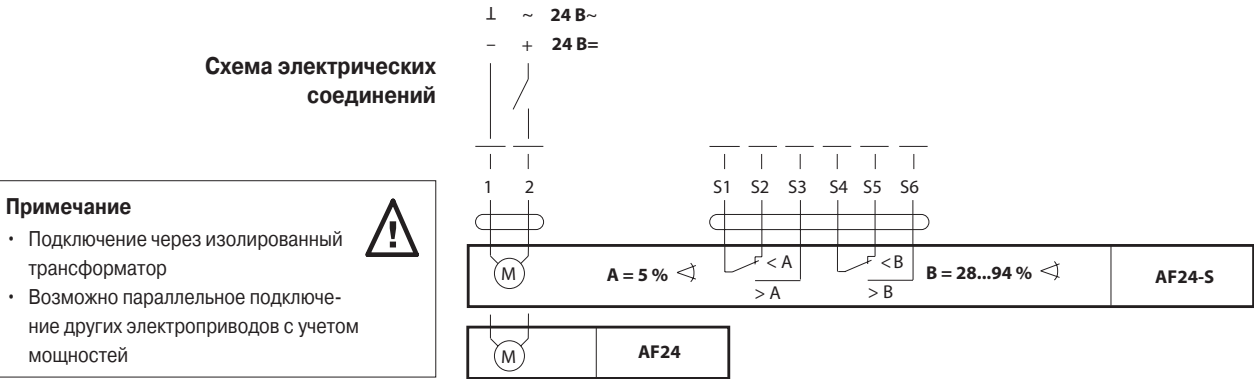 ⊥ ~ 24 В~
– + 24 В=
Схема электрических
соединений
1 2 S1 S2 S3 S4 S5 S6
Примечание
• Подключение через изолированный
трансформатор
• Возможно параллельное подключе-
ние других электроприводов с учетом
мощностей
M A = 5 % ∢ < A > A < B > B B = 28...94 % ∢ AF24-S
M AF24